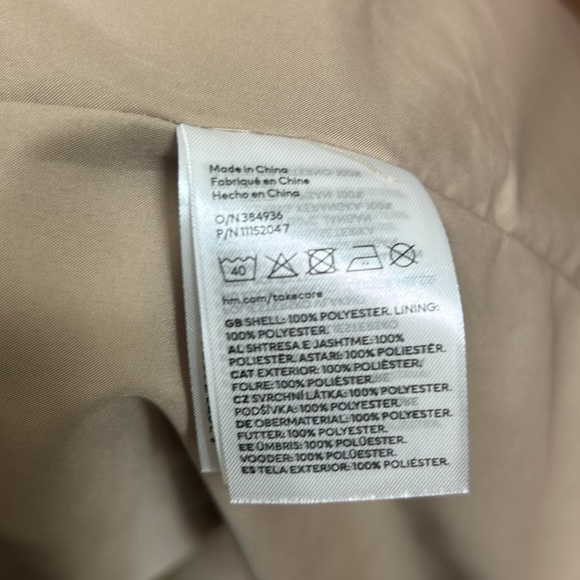 Made in China
Fabriqué en Chine
Hecho en China
O/N 384936
P/N 11152047
40
hm.com/takecare
GB SHELL: 100% POLYESTER. LINING:
100% POLYESTER.
AL SHTRESA E JASHTME: 100%
POLIESTËR. ASTARI: 100% POLIESTËR.
CAT EXTERIOR: 100% POLIÈSTER.
FOLRE: 100% POLIÈSTER.
CZ SVRCHNÍ LÁTKA: 100% POLYESTER.
PODŠÍVKA: 100% POLYESTER.
DE OBERMATERIAL: 100% POLYESTER.
FUTTER: 100% POLYESTER.
EE ÜMBRIS: 100% POLÜESTER.
VOODER: 100% POLÜESTER.
ES TELA EXTERIOR: 100% POLIÉSTER.